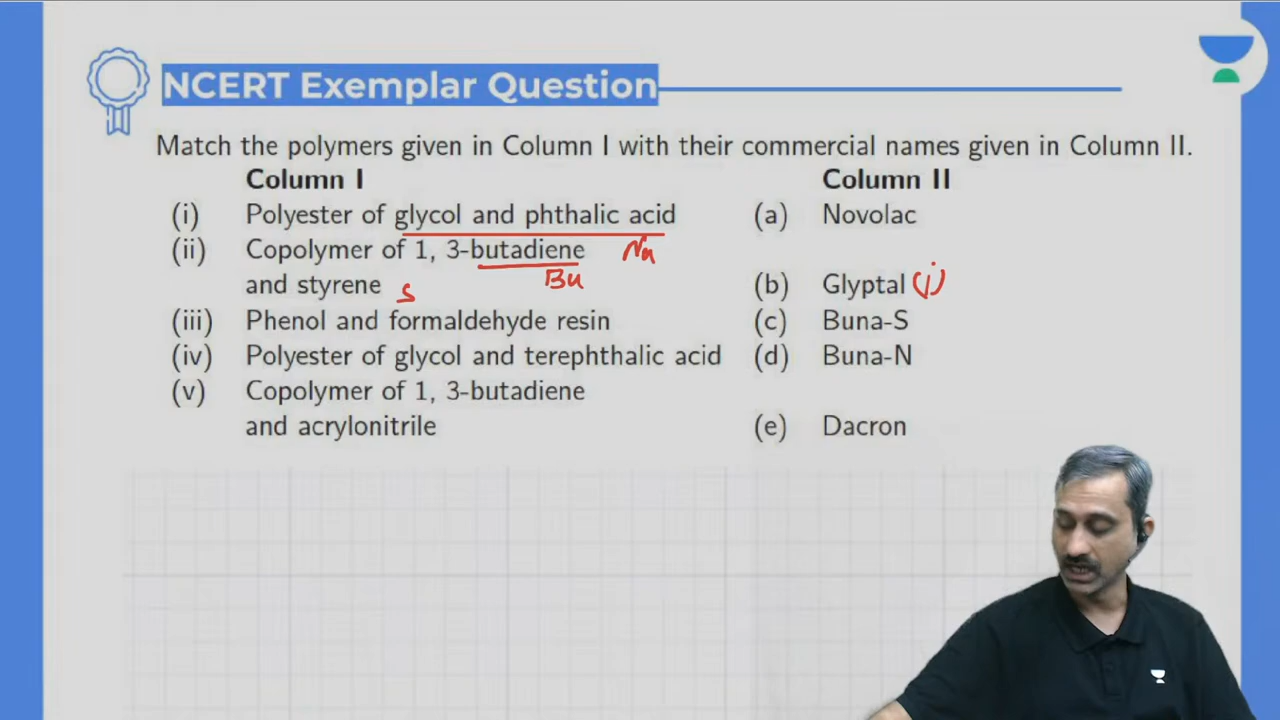 NCERT Exemplar Question
Match the polymers given in Column I with their commercial names given in Column II.
Column I Column II
(i) Polyester of glycol and phthalic acid (a) Novolac
(ii) Copolymer of 1, 3-butadiene Na
Bu
and styrene S (b) Glyptal (i)
(iii) Phenol and formaldehyde resin (c) Buna-S
(iv) Polyester of glycol and terephthalic acid (d) Buna-N
(v) Copolymer of 1, 3-butadiene
and acrylonitrile (e) Dacron